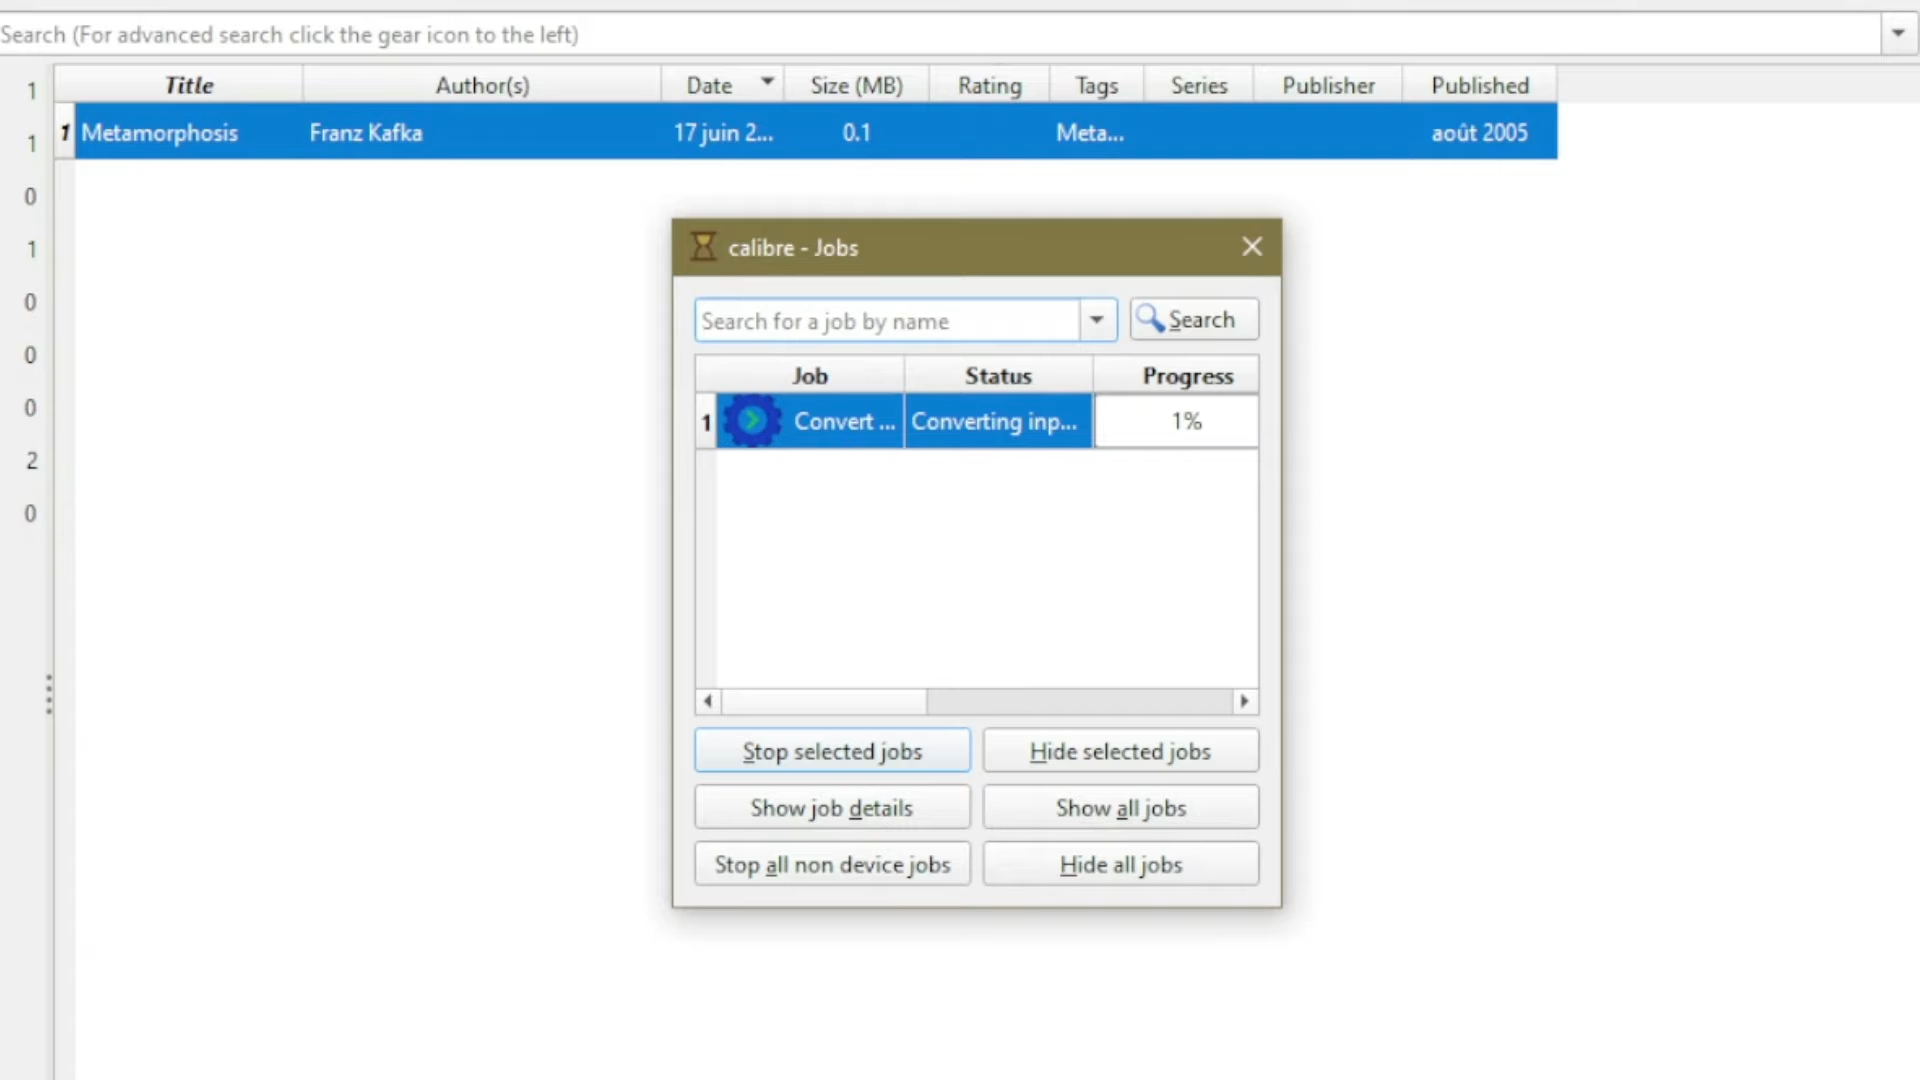 Search (For advanced search click the gear icon to the left)
Title Author(s) Date Size (MB) Rating Tags Series Publisher Published
1
1 Metamorphosis Franz Kafka 17 juin 2... 0.1 Meta... août 2005
1
0
calibre - Jobs
1
0
Search for a job by name Search
0
Job Status Progress
0
1 Convert ... Converting inp... 1%
2
0
Stop selected jobs Hide selected jobs
Show job details Show all jobs
Stop all non device jobs Hide all jobs